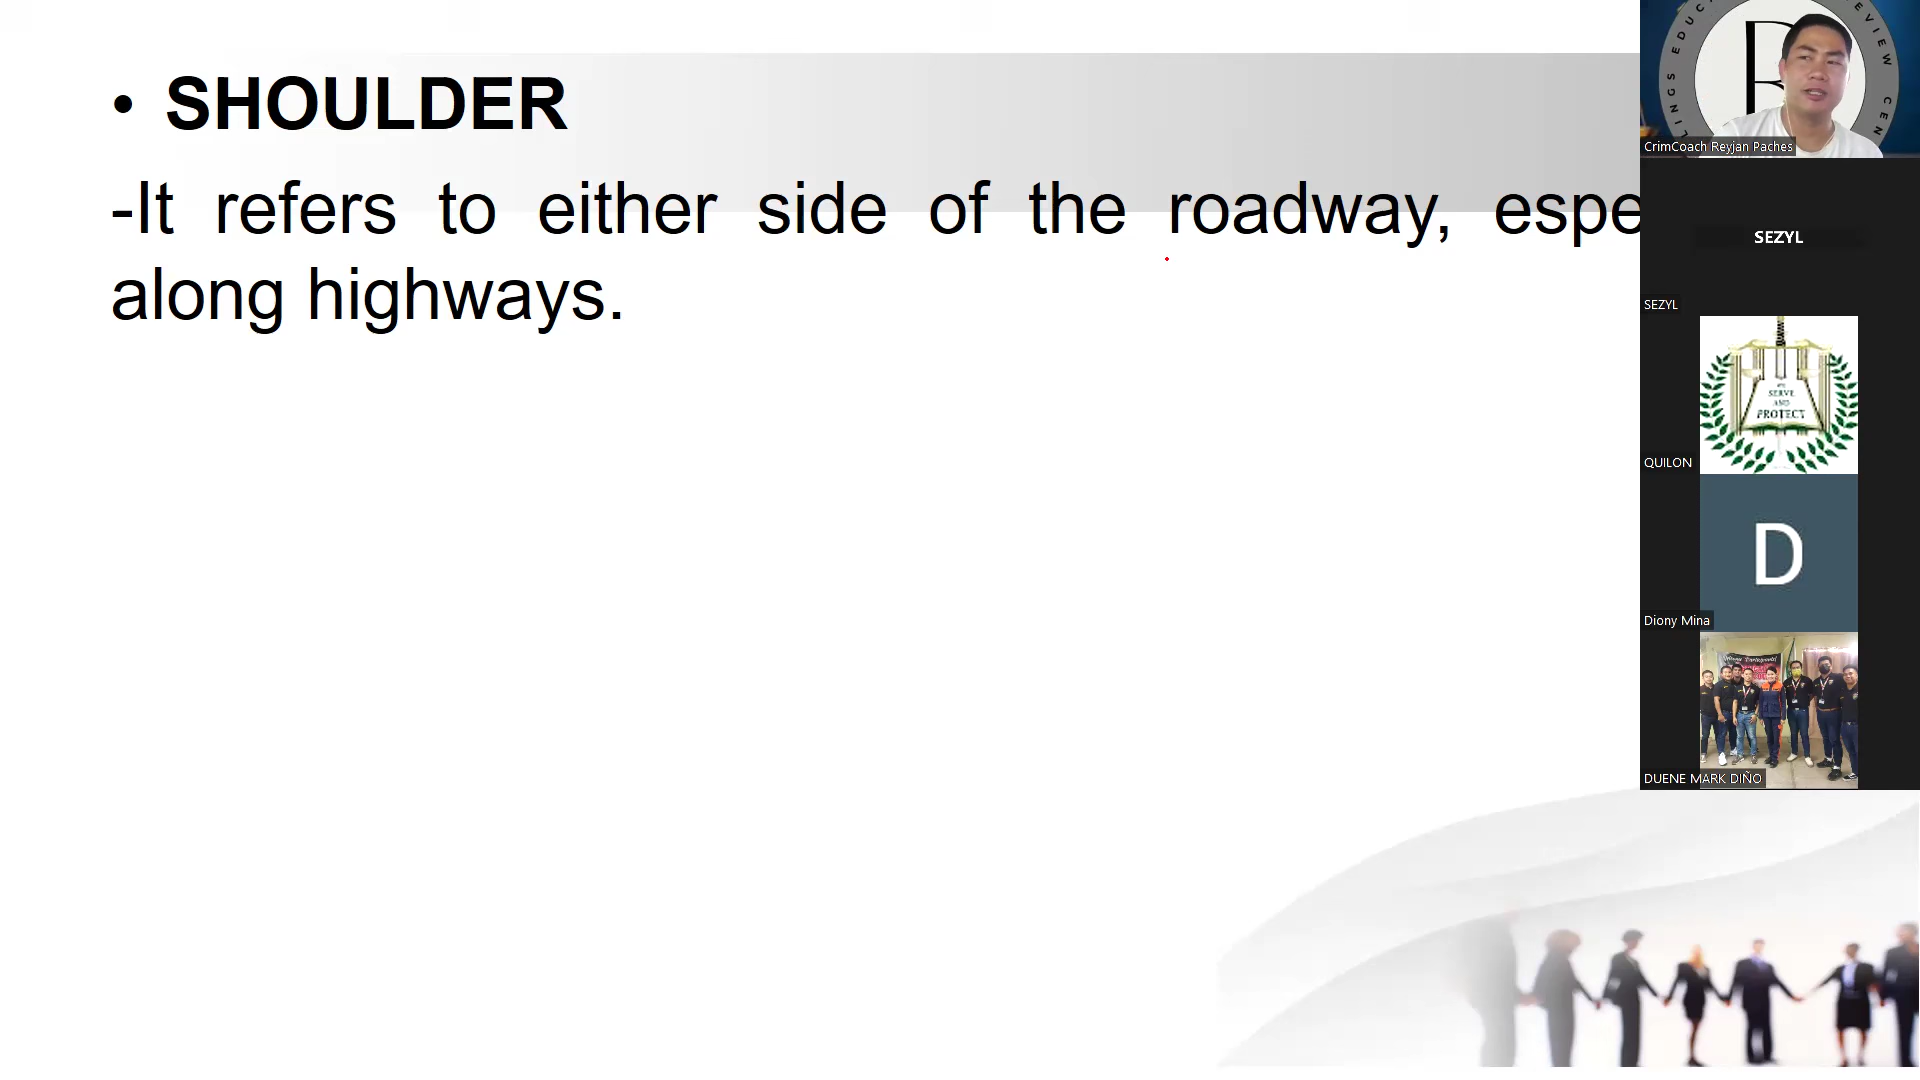 • SHOULDER
-It refers to either side of the roadway, espe
along highways.
CrimCoach Reyjan Paches
SEZYL
SEZYL
SERVE
AND
PROTECT
QUILON
D
Diony Mina
DUENE MARK DIÑO